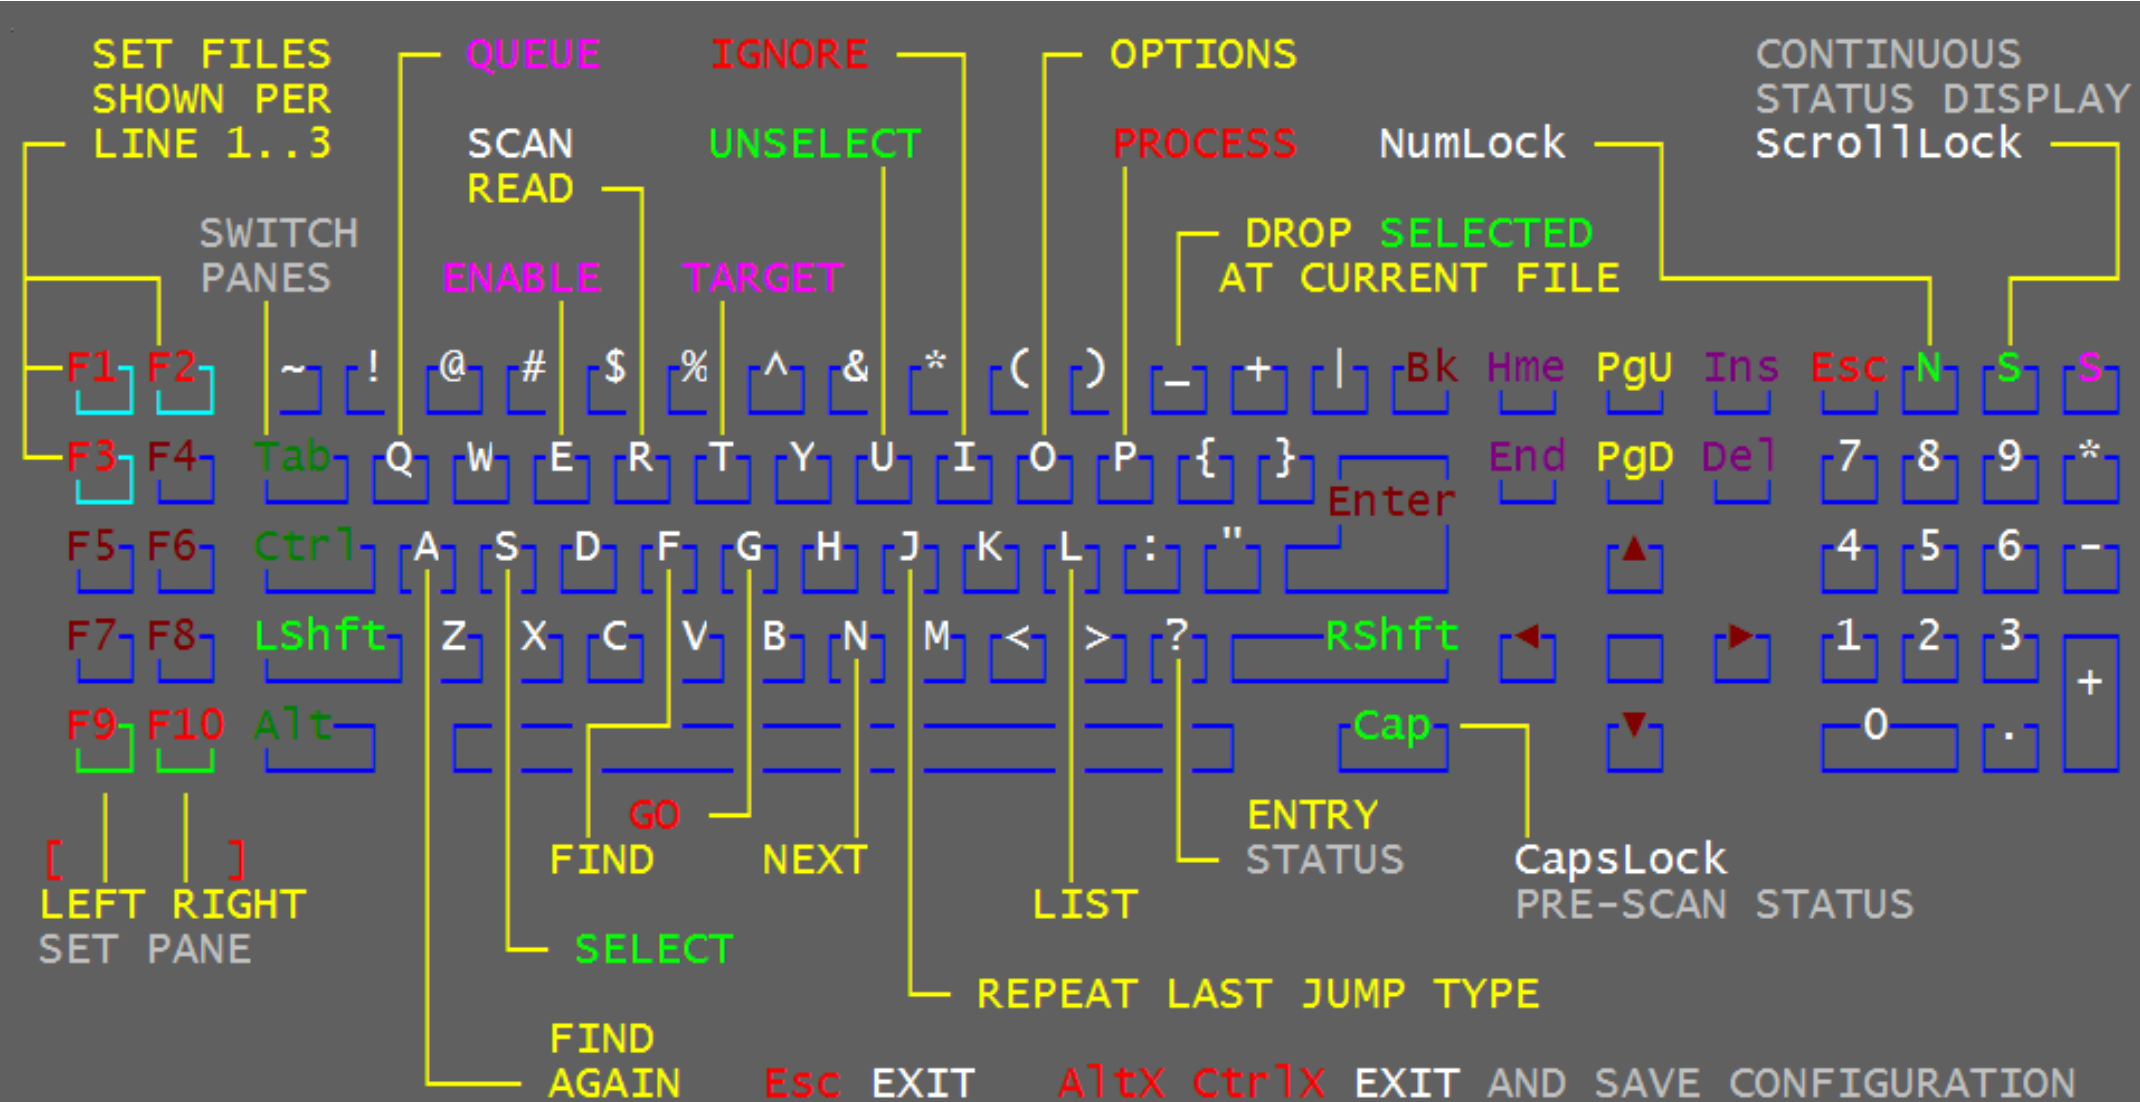 SET FILES QUEUE IGNORE OPTIONS CONTINUOUS
SHOWN PER STATUS DISPLAY
LINE 1..3 SCAN UNSELECT PROCESS NumLock ScrollLock
READ
SWITCH DROP SELECTED
PANES ENABLE TARGET AT CURRENT FILE
F1 F2 ~ ! @ # $ % ^ & * ( ) _ + | Bk Hme PgU Ins Esc N S S
F3 F4 Tab Q W E R T Y U I O P { } End PgD Del 7 8 9 *
Enter
F5 F6 Ctrl A S D F G H J K L : " ▲ 4 5 6 -
F7 F8 LShft Z X C V B N M < > ? RShft ◄ ► 1 2 3
+
F9 F10 Alt Cap ▼ 0 .
GO ENTRY
[ ] FIND NEXT STATUS CapsLock
LEFT RIGHT LIST PRE-SCAN STATUS
SET PANE SELECT
REPEAT LAST JUMP TYPE
FIND
AGAIN Esc EXIT AltX CtrlX EXIT AND SAVE CONFIGURATION